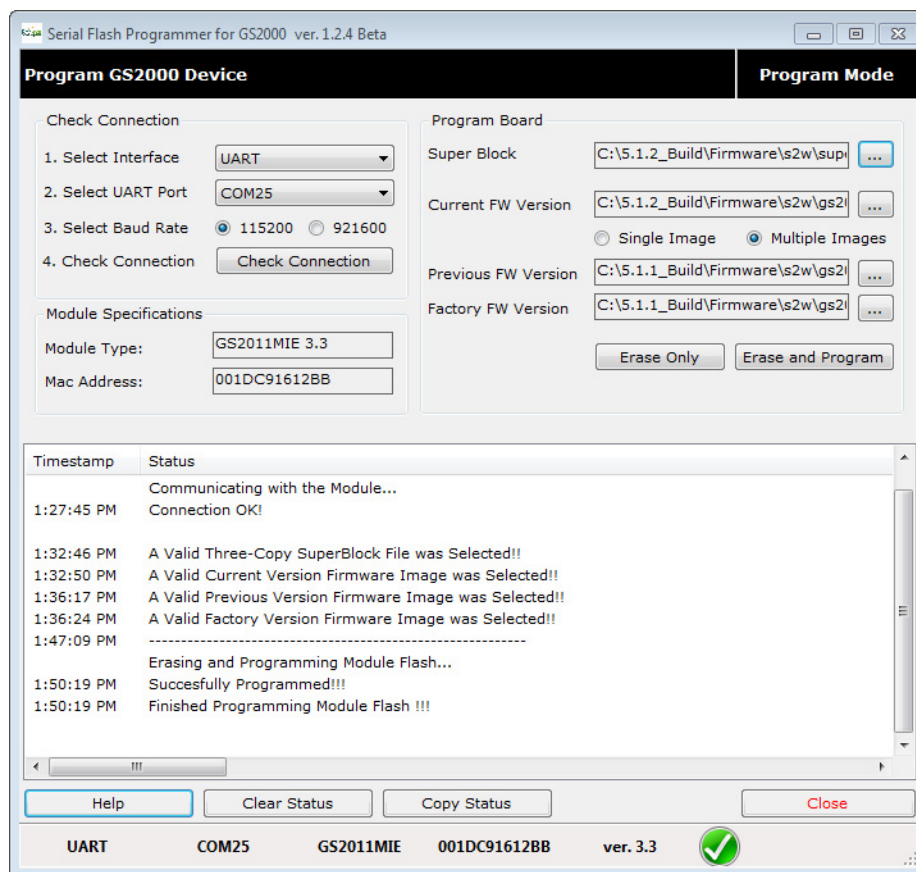 Serial Flash Programmer for GS2000 ver. 1.2.4 Beta
Program GS2000 Device
Program Mode
Check Connection
1. Select Interface
UART
2. Select UART Port
COM25
3. Select Baud Rate
115200
921600
4. Check Connection
Check Connection
Module Specifications
Module Type:
GS2011MIE 3.3
Mac Address:
001DC91612BB
Program Board
Super Block
C:\5.1.2_Build\Firmware\s2w\sup
...
Current FW Version
C:\5.1.2_Build\Firmware\s2w\gs2
...
Single Image
Multiple Images
Previous FW Version
C:\5.1.1_Build\Firmware\s2w\gs2
...
Factory FW Version
C:\5.1.1_Build\Firmware\s2w\gs2
...
Erase Only
Erase and Program
Timestamp Status
Communicating with the Module...
1:27:45 PM Connection OK!
1:32:46 PM A Valid Three-Copy SuperBlock File was Selected!!
1:32:50 PM A Valid Current Version Firmware Image was Selected!!
1:36:17 PM A Valid Previous Version Firmware Image was Selected!!
1:36:24 PM A Valid Factory Version Firmware Image was Selected!!
1:47:09 PM -----------------------------------------------------------
Erasing and Programming Module Flash...
1:50:19 PM Succesfully Programmed!!!
1:50:19 PM Finished Programming Module Flash !!!
Help
Clear Status
Copy Status
Close
UART COM25 GS2011MIE 001DC91612BB ver. 3.3